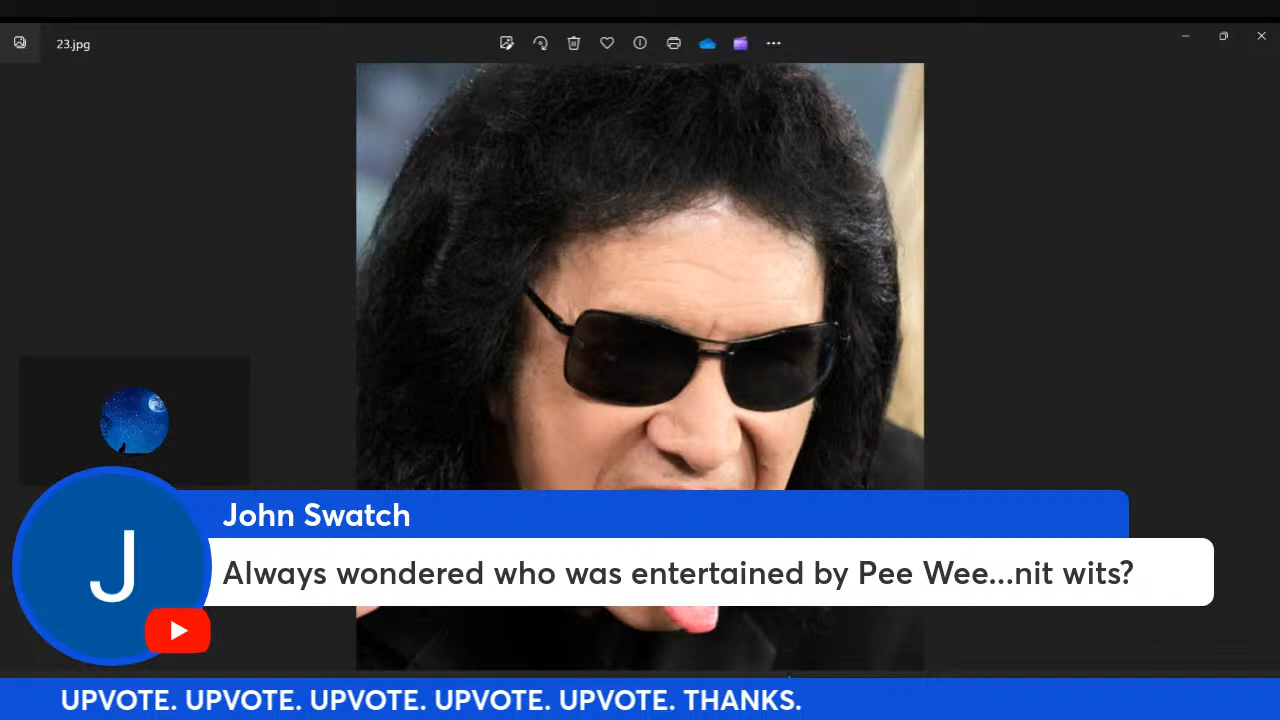 23.jpg
J
John Swatch
Always wondered who was entertained by Pee Wee...nit wits?
UPVOTE. UPVOTE. UPVOTE. UPVOTE. UPVOTE. THANKS.